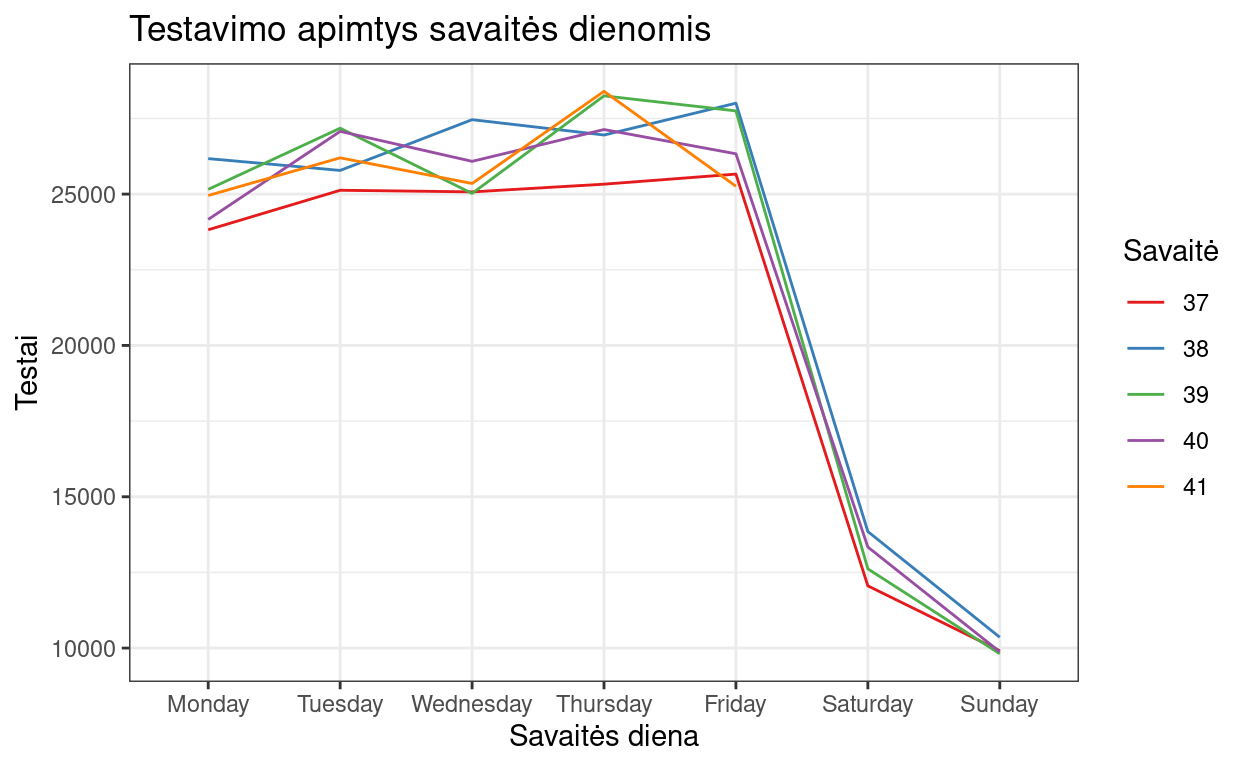 Testavimo apimtys savaitės dienomis
Testai
25000
20000
15000
10000
Monday Tuesday Wednesday Thursday Friday Saturday Sunday
Savaitės diena
Savaitė
37
38
39
40
41